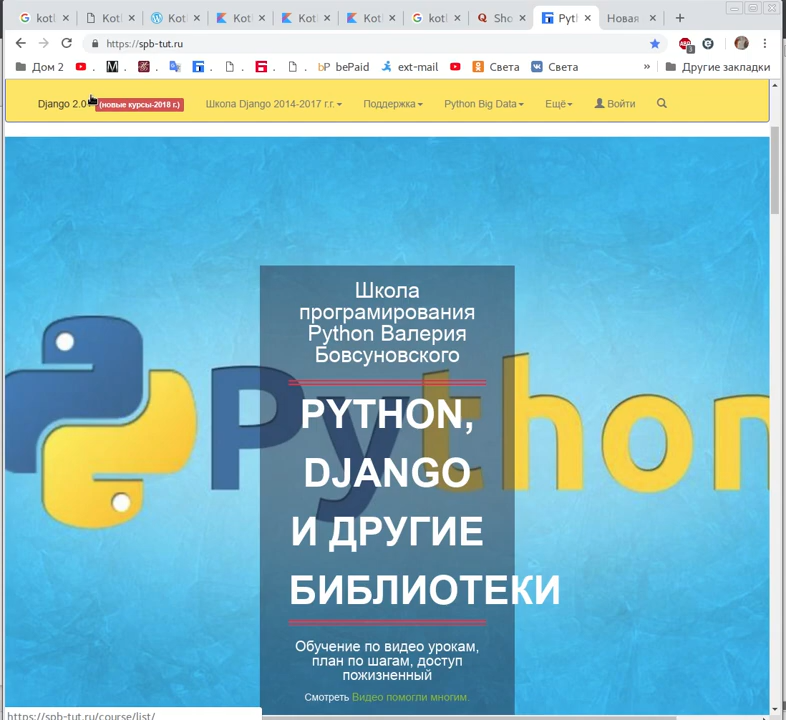 kotl
Kotl
Kotl
Kotl
Kotl
Kotl
kotl
Sho
Pyth
Новая
https://spb-tut.ru
Дом 2
bP bePaid
ext-mail
Света
Света
»
Другие закладки
Django 2.0
(новые курсы-2018 г.)
Школа Django 2014-2017 г.г.
Поддержка
Python Big Data
Ещё
Войти
Python
Школа
програмирования
Python Валерия
Бовсуновского
PYTHON,
DJANGO
И ДРУГИЕ
БИБЛИОТЕКИ
Обучение по видео урокам,
план по шагам, доступ
пожизненный
Смотреть Видео помогли многим.
https://spb-tut.ru/course/list/